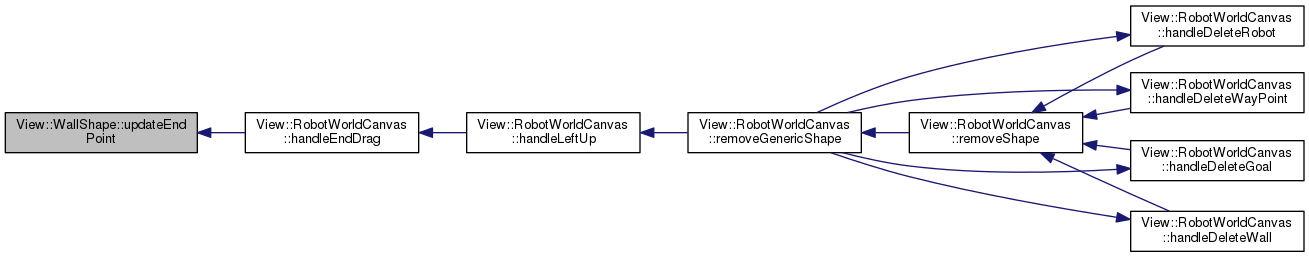 View::WallShape::updateEnd
Point
View::RobotWorldCanvas
::handleEndDrag
View::RobotWorldCanvas
::handleLeftUp
View::RobotWorldCanvas
::removeGenericShape
View::RobotWorldCanvas
::removeShape
View::RobotWorldCanvas
::handleDeleteRobot
View::RobotWorldCanvas
::handleDeleteWayPoint
View::RobotWorldCanvas
::handleDeleteGoal
View::RobotWorldCanvas
::handleDeleteWall